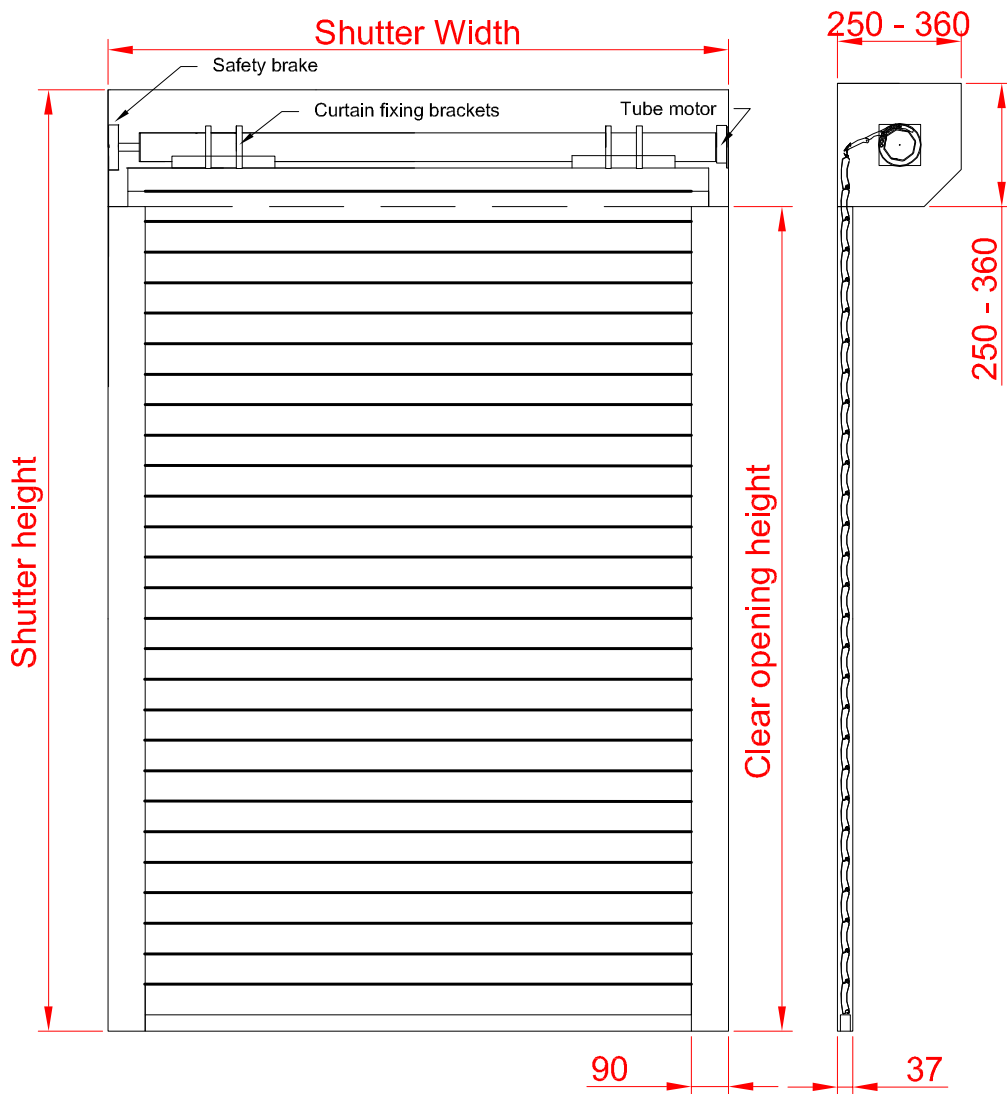 Shutter Width
250 - 360
Safety brake
Curtain fixing brackets
Tube motor
250 - 360
Shutter height
Clear opening height
90
37